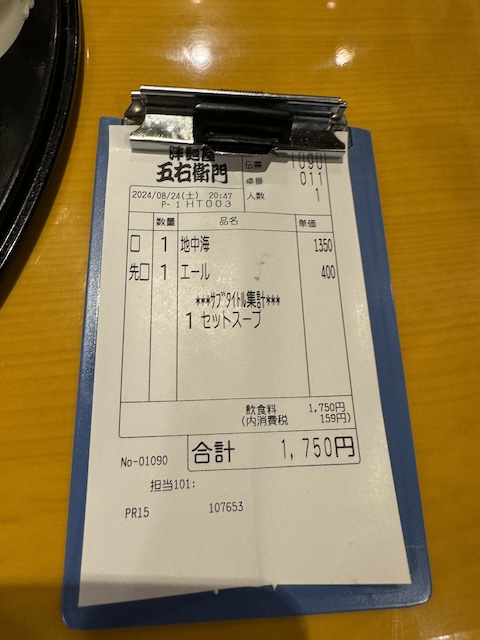 五右衛門
伝票 1090
卓番 011
人数 1
2024/08/24(土) 20:47
P-1HT003
数量 品名 単価
□ 1 地中海 1350
先□ 1 エール 400
***ｻﾌﾞﾀｲﾄﾙ集計***
1 セットスープ
飲食料 1,750円
(内消費税 159円)
合計 1,750円
No-01090
担当101:
PR15 107653